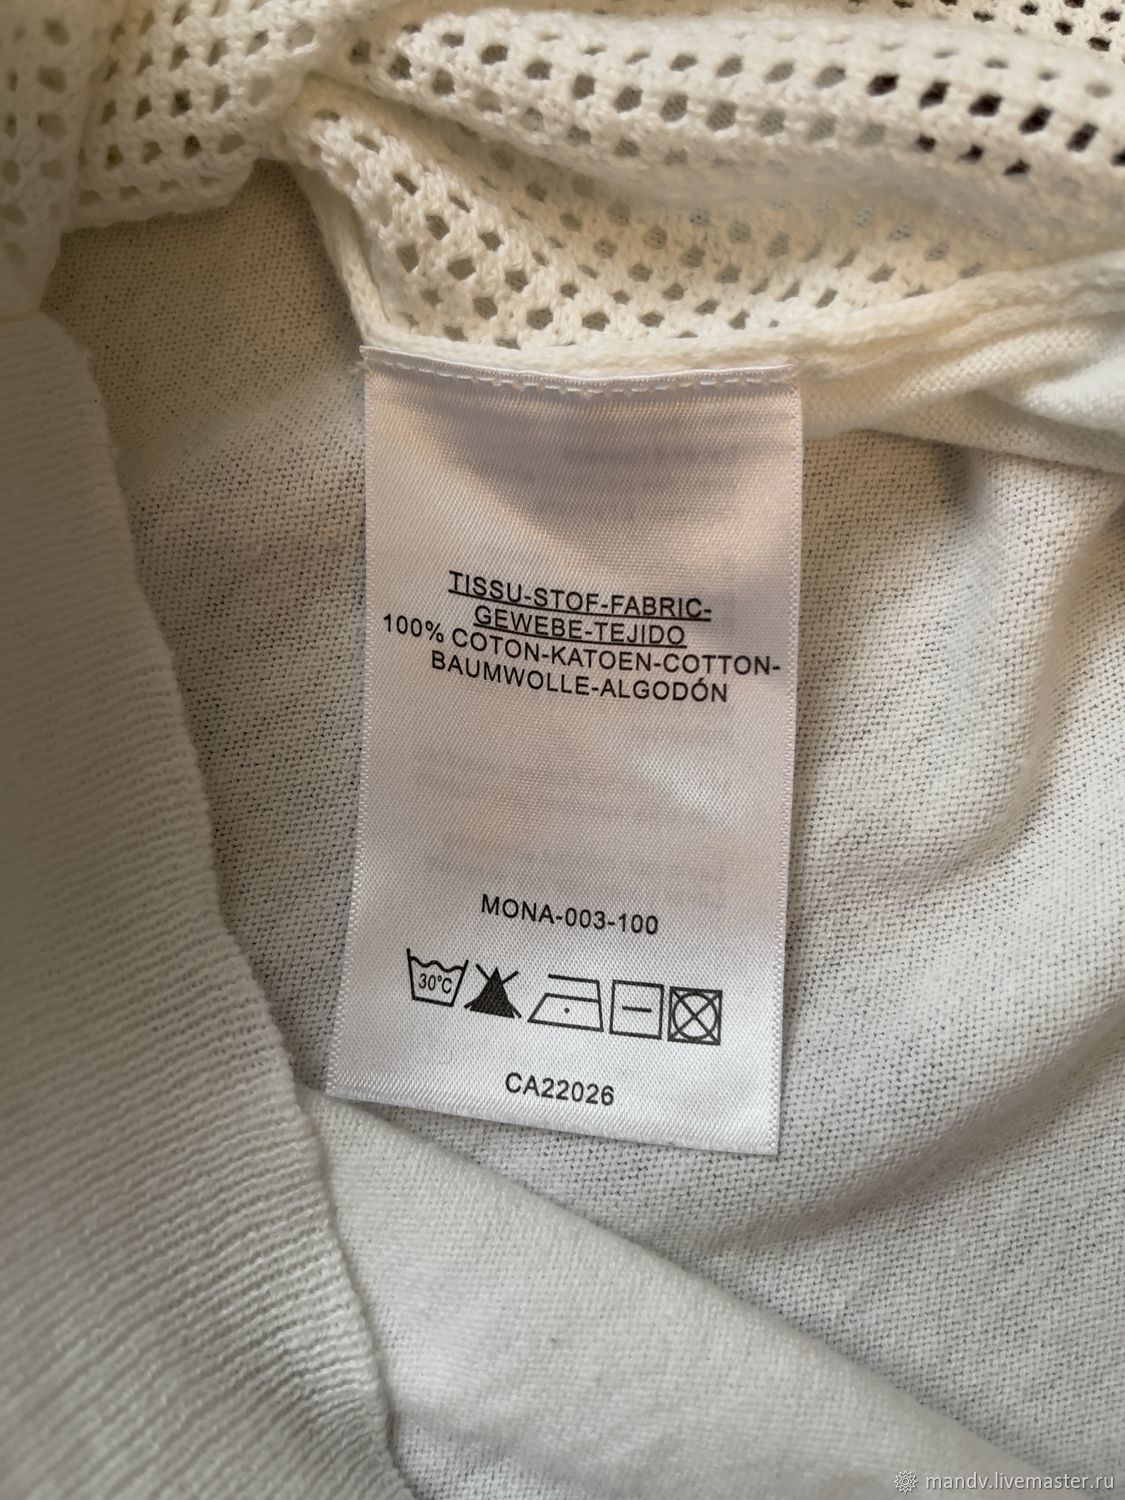 TISSU-STOF-FABRIC-
GEWEBE-TEJIDO
100% COTON-KATOEN-COTTON-
BAUMWOLLE-ALGODÓN
MONA-003-100
30°C
CA22026
mandv.livemaster.ru